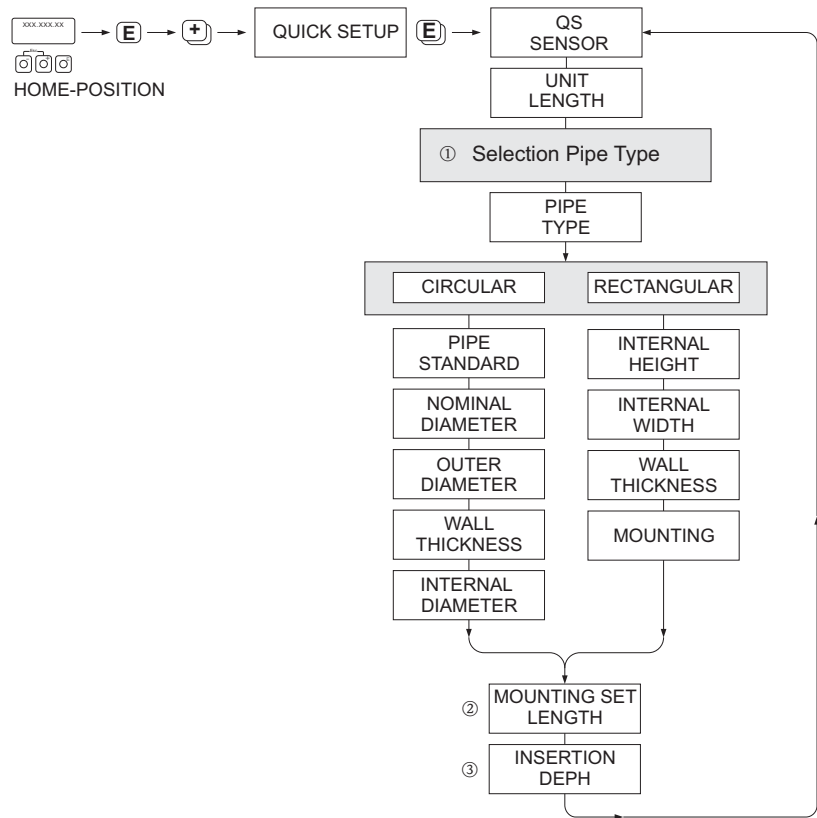 xxx.xxx.xx
Esc
E
+
QUICK SETUP
E
QS
SENSOR
- +
E
HOME-POSITION
UNIT
LENGTH
① Selection Pipe Type
PIPE
TYPE
CIRCULAR
RECTANGULAR
PIPE
STANDARD
NOMINAL
DIAMETER
OUTER
DIAMETER
WALL
THICKNESS
INTERNAL
DIAMETER
INTERNAL
HEIGHT
INTERNAL
WIDTH
WALL
THICKNESS
MOUNTING
②
MOUNTING SET
LENGTH
③
INSERTION
DEPH